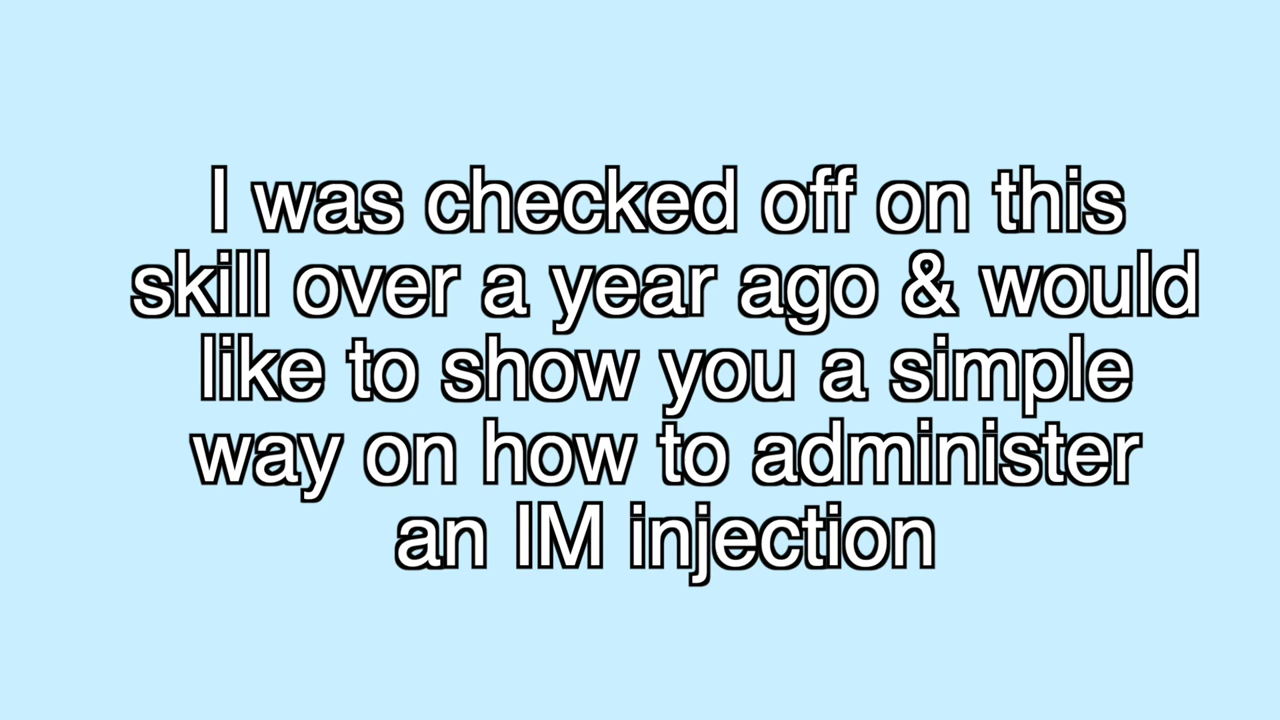 I was checked off on this
skill over a year ago & would
like to show you a simple
way on how to administer
an IM injection